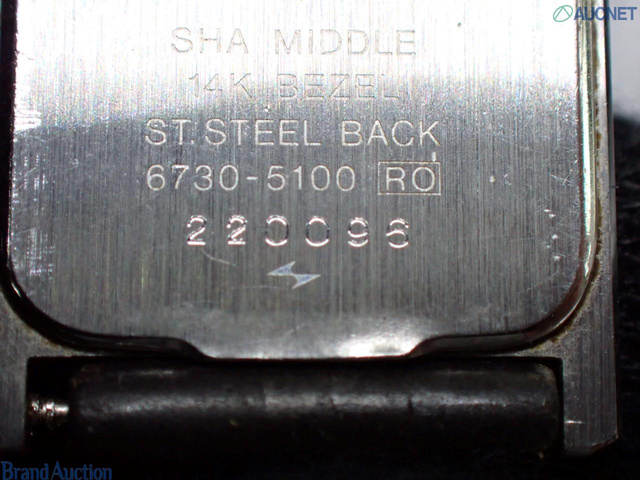 AUCNET
SHA MIDDLE
14K BEZEL
ST. STEEL BACK
6730-5100 RO
220096
Brand Auction